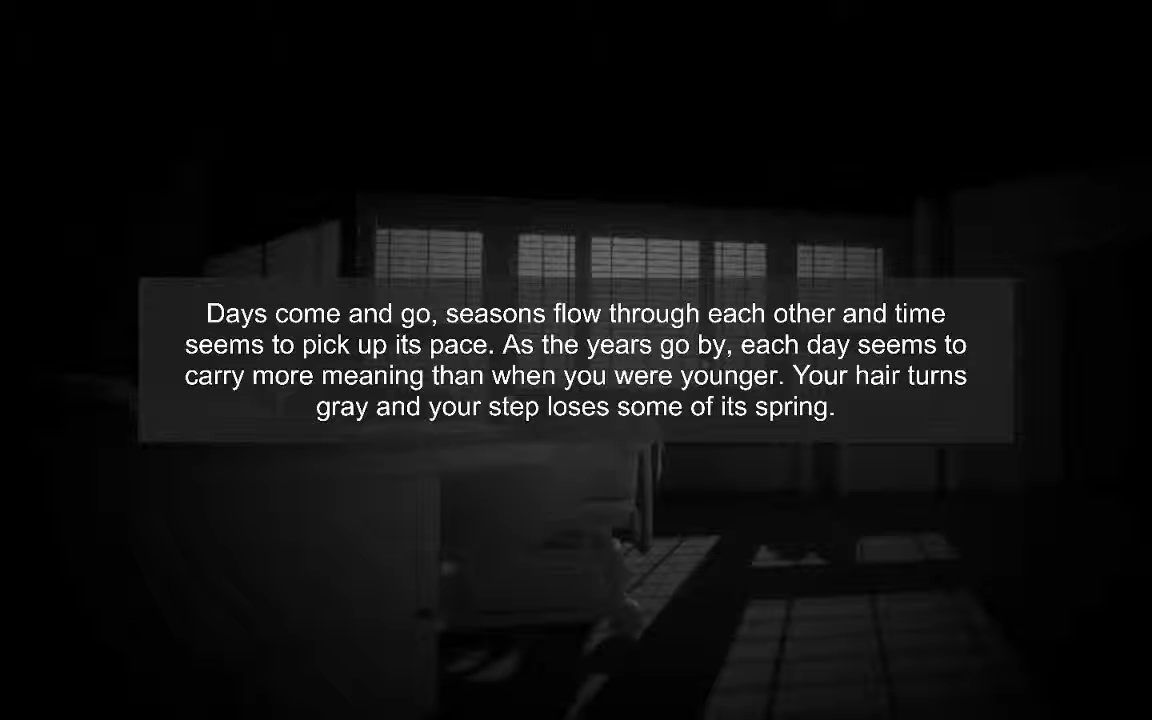 Days come and go, seasons flow through each other and time
seems to pick up its pace. As the years go by, each day seems to
carry more meaning than when you were younger. Your hair turns
gray and your step loses some of its spring.